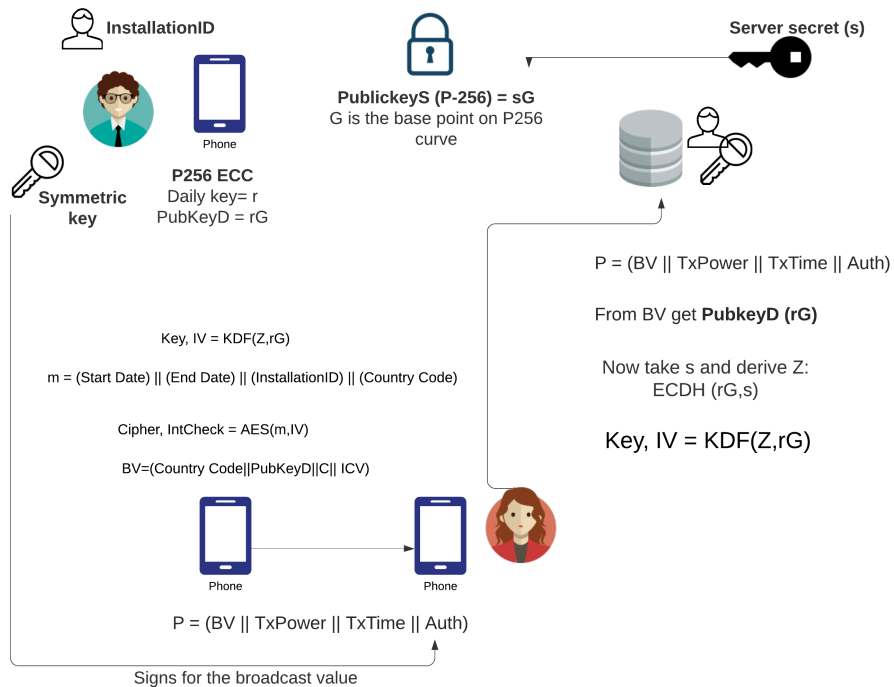 InstallationID
Server secret (s)
PublickeyS (P-256) = sG
G is the base point on P256
curve
Phone
P256 ECC
Daily key= r
PubKeyD = rG
Symmetric
key
P = (BV || TxPower || TxTime || Auth)
From BV get PubkeyD (rG)
Now take s and derive Z:
ECDH (rG,s)
Key, IV = KDF(Z,rG)
Key, IV = KDF(Z,rG)
m = (Start Date) || (End Date) || (InstallationID) || (Country Code)
Cipher, IntCheck = AES(m,IV)
BV=(Country Code||PubKeyD||C|| ICV)
Phone
Phone
P = (BV || TxPower || TxTime || Auth)
Signs for the broadcast value